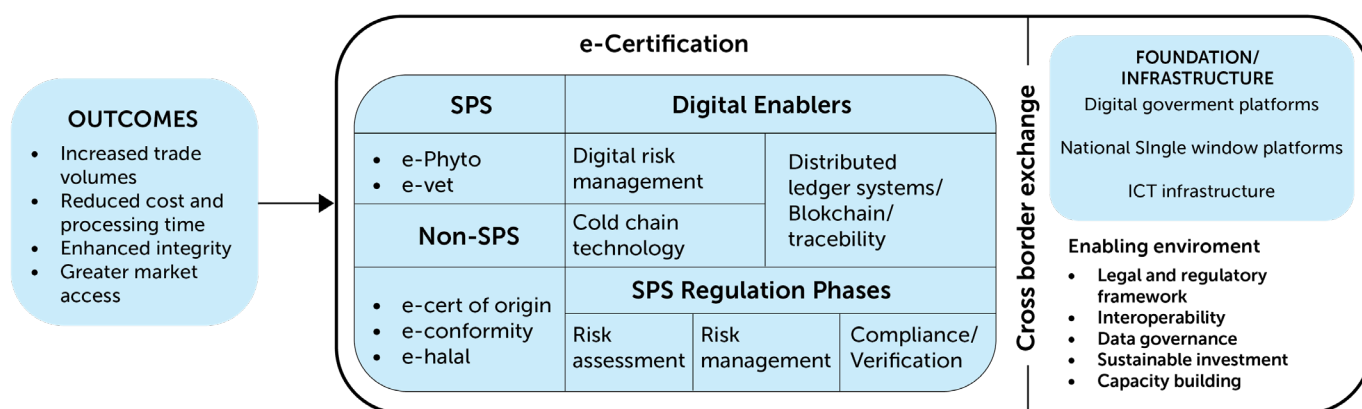 OUTCOMES
• Increased trade
volumes
• Reduced cost and
processing time
• Enhanced integrity
• Greater market
access
e-Certification
SPS
• e-Phyto
• e-vet
Non-SPS
• e-cert of origin
• e-conformity
• e-halal
Digital Enablers
Digital risk
management
Cold chain
technology
Distributed
ledger systems/
Blokchain/
tracebility
SPS Regulation Phases
Risk
assessment
Risk
management
Compliance/
Verification
Cross border exchange
FOUNDATION/
INFRASTRUCTURE
Digital goverment platforms
National SIngle window platforms
ICT infrastructure
Enabling enviroment
• Legal and regulatory
framework
• Interoperability
• Data governance
• Sustainable investment
• Capacity building